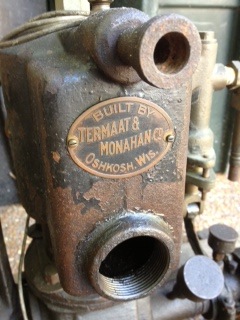 BUILT BY
TERMAAT &
MONAHAN CO.
OSHKOSH, WIS.